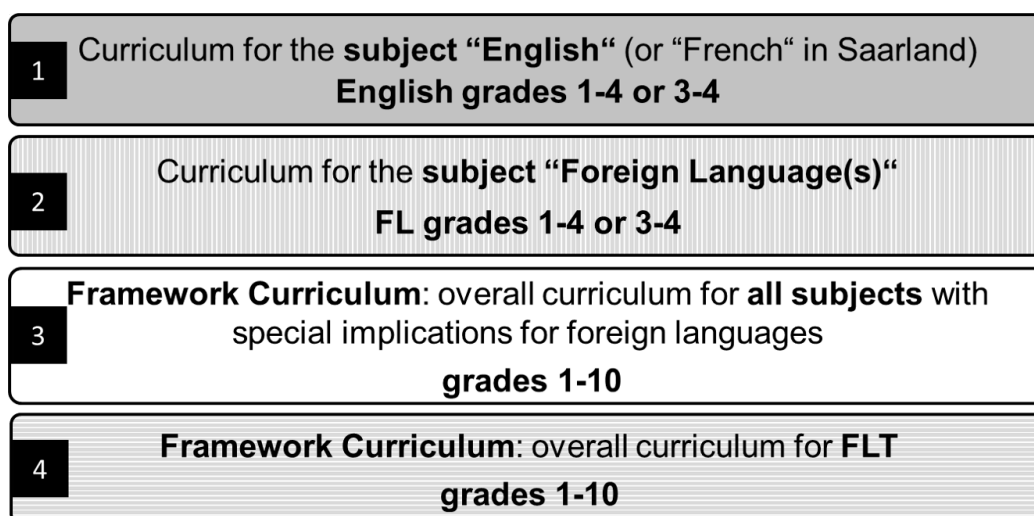 1
Curriculum for the subject “English“ (or “French“ in Saarland)
English grades 1-4 or 3-4
2
Curriculum for the subject “Foreign Language(s)“
FL grades 1-4 or 3-4
3
Framework Curriculum: overall curriculum for all subjects with
special implications for foreign languages
grades 1-10
4
Framework Curriculum: overall curriculum for FLT
grades 1-10